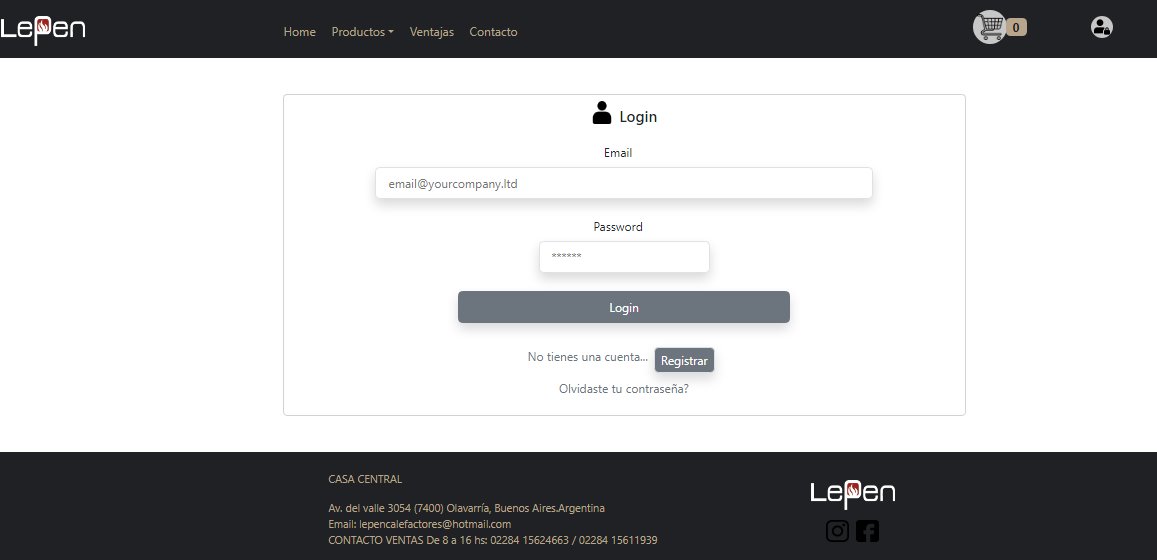 LePen
Home Productos Ventajas Contacto
0
Login
Email
email@yourcompany.ltd
Password
******
Login
No tienes una cuenta... Registrar
Olvidaste tu contraseña?
CASA CENTRAL
Av. del valle 3054 (7400) Olavarría, Buenos Aires.Argentina
Email: lepencalefactores@hotmail.com
CONTACTO VENTAS De 8 a 16 hs: 02284 15624663 / 02284 15611939
LePen